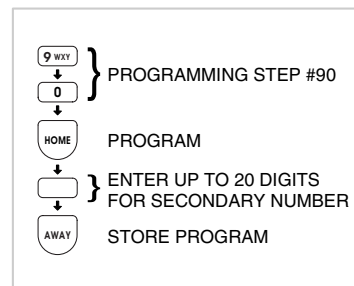 9 WXY
0
PROGRAMMING STEP #90
HOME
PROGRAM
ENTER UP TO 20 DIGITS
FOR SECONDARY NUMBER
AWAY
STORE PROGRAM